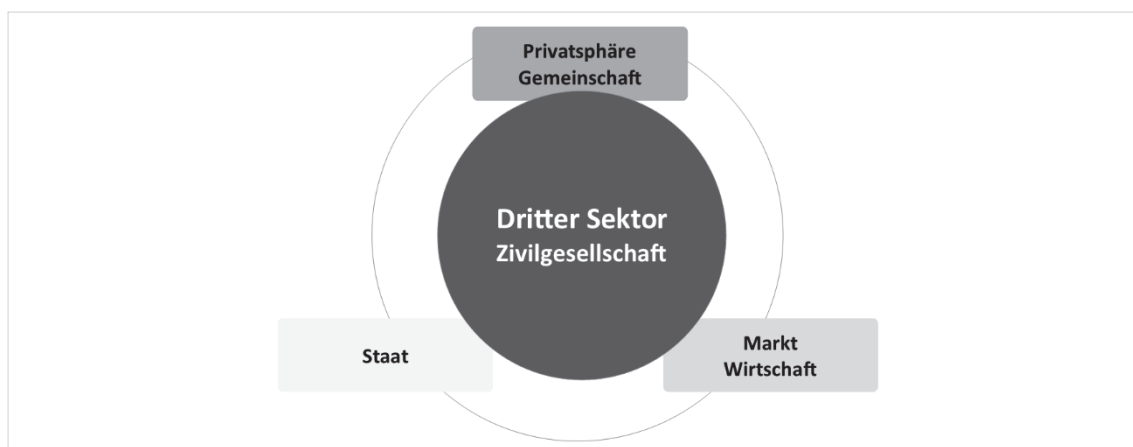 Privatsphäre
Gemeinschaft
Dritter Sektor
Zivilgesellschaft
Staat
Markt
Wirtschaft